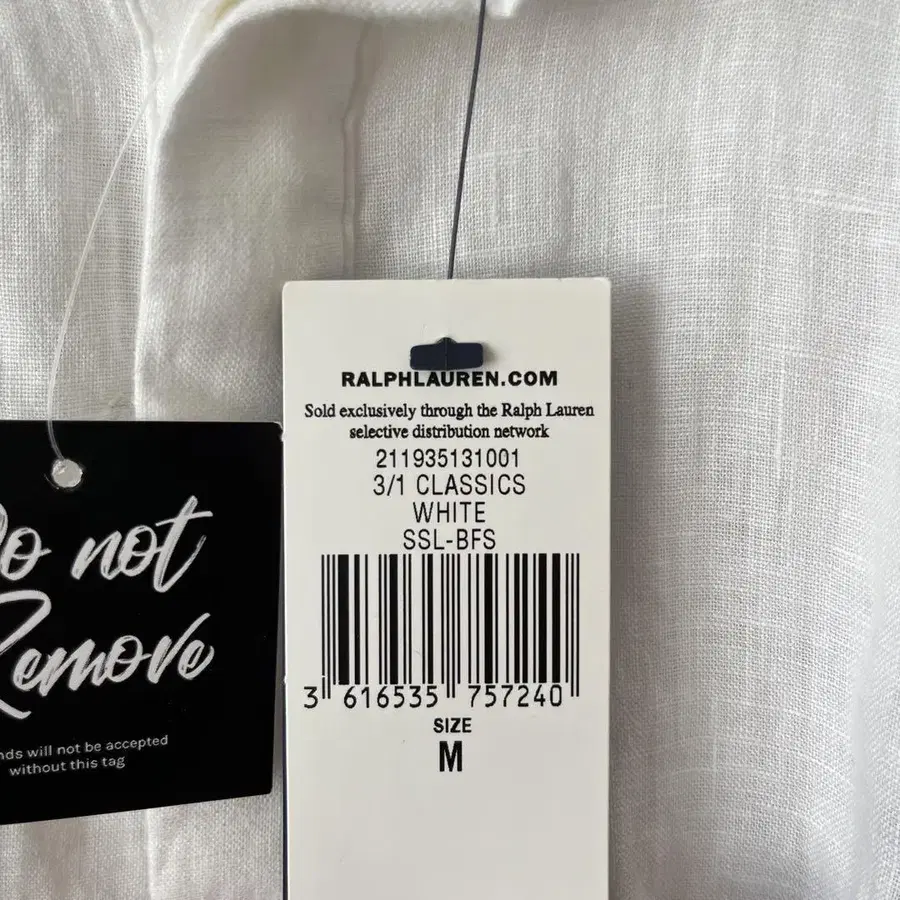 RALPHLAUREN.COM
Sold exclusively through the Ralph Lauren
selective distribution network
211935131001
3/1 CLASSICS
WHITE
SSL-BFS
3 616535 757240
SIZE
M
not
Remove
will not be accepted
without this tag